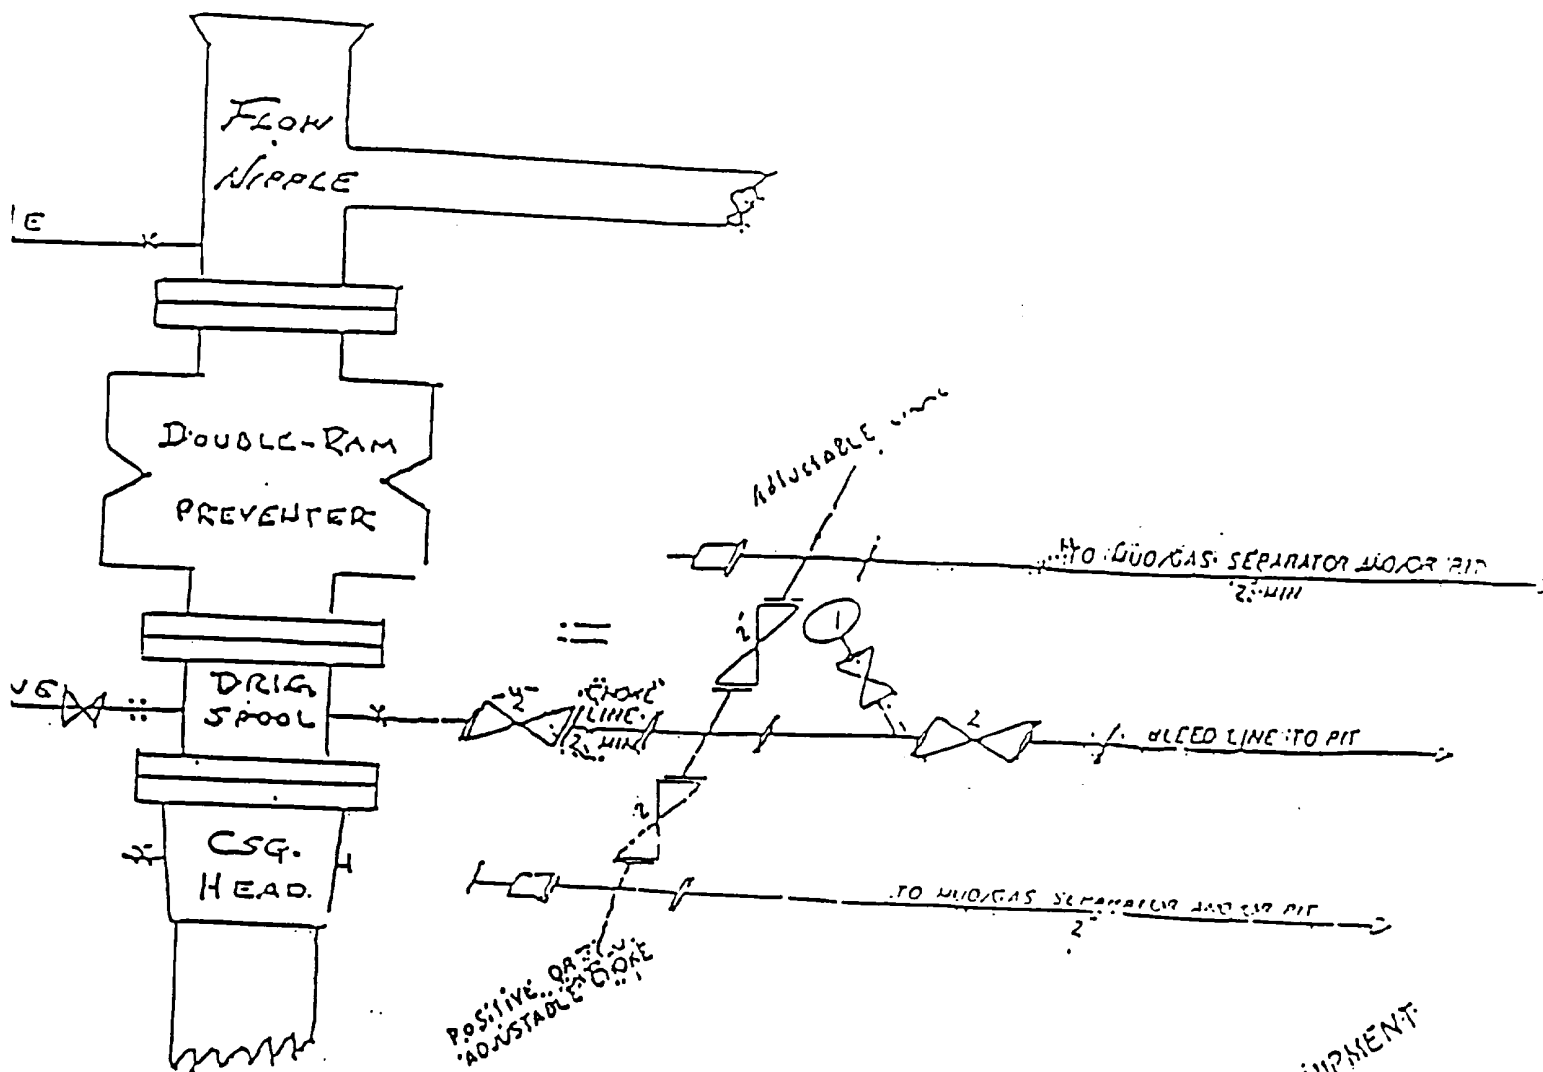 FLOW
NIPPLE
DOUBLE-RAM
PREVENTER
ADJUSTABLE
TO MUD/GAS SEPARATOR AND/OR PIT
2" MIN
2"
1
DRLG
SPOOL
2
CHOKE
LINE
2" MIN
2
BLEED LINE TO PIT
2
CSG.
HEAD.
TO MUD/GAS SEPARATOR AND/OR PIT
2"
POSITIVE OR
ADJUSTABLE CHOKE